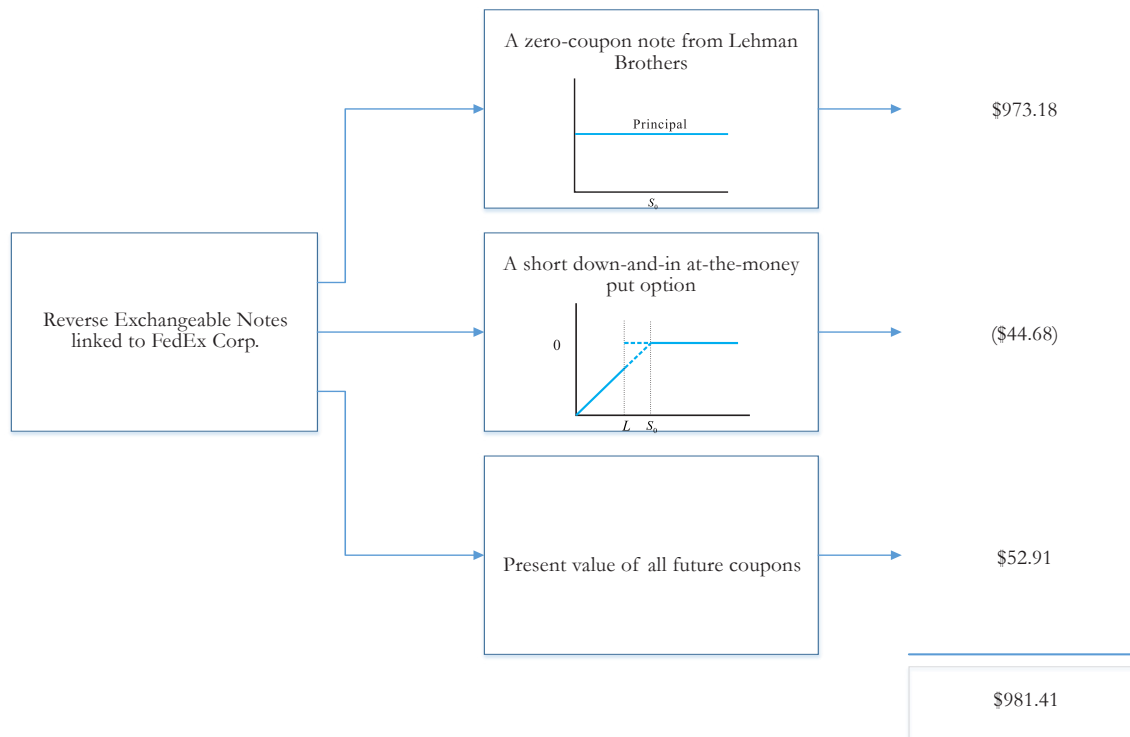 A zero-coupon note from Lehman
Brothers
Principal
S₀
$973.18
Reverse Exchangeable Notes
linked to FedEx Corp.
A short down-and-in at-the-money
put option
0
L S₀
($44.68)
Present value of all future coupons
$52.91
$981.41